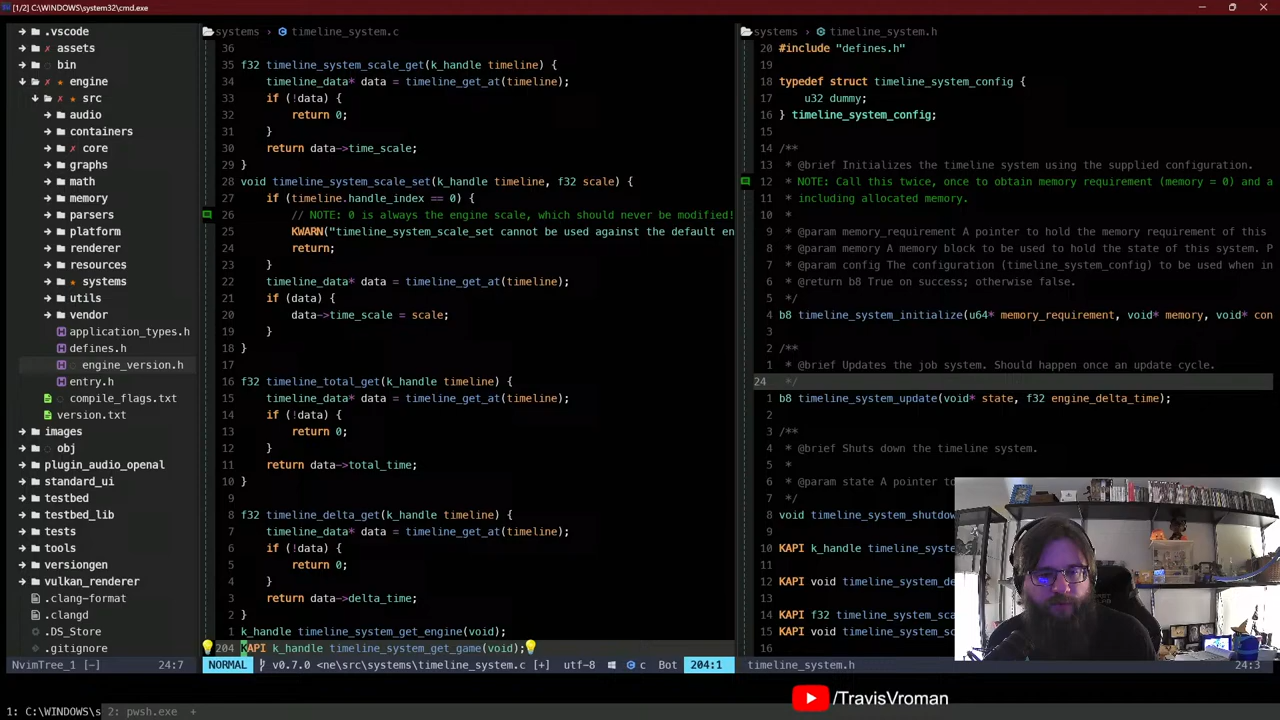 [1/2] C:\WINDOWS\system32\cmd.exe
.vscode
assets
bin
engine
src
audio
containers
core
graphs
math
memory
parsers
platform
renderer
resources
systems
utils
vendor
application_types.h
defines.h
engine_version.h
entry.h
compile_flags.txt
version.txt
images
obj
plugin_audio_openal
standard_ui
testbed
testbed_lib
tests
tools
versiongen
vulkan_renderer
.clang-format
.clangd
.DS_Store
.gitignore
NvimTree_1 [-] 24:7
systems > timeline_system.c
36
35 f32 timeline_system_scale_get(k_handle timeline) {
34 timeline_data* data = timeline_get_at(timeline);
33 if (!data) {
32 return 0;
31 }
30 return data->time_scale;
29 }
28 void timeline_system_scale_set(k_handle timeline, f32 scale) {
27 if (timeline.handle_index == 0) {
26 // NOTE: 0 is always the engine scale, which should never be modified!
25 KWARN("timeline_system_scale_set cannot be used against the default en
24 return;
23 }
22 timeline_data* data = timeline_get_at(timeline);
21 if (data) {
20 data->time_scale = scale;
19 }
18 }
17
16 f32 timeline_total_get(k_handle timeline) {
15 timeline_data* data = timeline_get_at(timeline);
14 if (!data) {
13 return 0;
12 }
11 return data->total_time;
10 }
9
8 f32 timeline_delta_get(k_handle timeline) {
7 timeline_data* data = timeline_get_at(timeline);
6 if (!data) {
5 return 0;
4 }
3 return data->delta_time;
2 }
1 k_handle timeline_system_get_engine(void);
204 KAPI k_handle timeline_system_get_game(void);
NORMAL v0.7.0 <ne\src\systems\timeline_system.c [+] utf-8 c Bot 204:1
systems > timeline_system.h
20 #include "defines.h"
19
18 typedef struct timeline_system_config {
17 u32 dummy;
16 } timeline_system_config;
15
14 /**
13 * @brief Initializes the timeline system using the supplied configuration.
12 * NOTE: Call this twice, once to obtain memory requirement (memory = 0) and a
11 * including allocated memory.
10 *
9 * @param memory_requirement A pointer to hold the memory requirement of this
8 * @param memory A memory block to be used to hold the state of this system. P
7 * @param config The configuration (timeline_system_config) to be used when in
6 * @return b8 True on success; otherwise false.
5 */
4 b8 timeline_system_initialize(u64* memory_requirement, void* memory, void* con
3
2 /**
1 * @brief Updates the job system. Should happen once an update cycle.
24 */
1 b8 timeline_system_update(void* state, f32 engine_delta_time);
2
3 /**
4 * @brief Shuts down the timeline system.
5 *
6 * @param state A pointer to
7 */
8 void timeline_system_shutdow
10 KAPI k_handle timeline_syste
11
12 KAPI void timeline_system_de
13
14 KAPI f32 timeline_system_sca
15 KAPI void timeline_system_sc
16
timeline_system.h 24:3
/TravisVroman
1: C:\WINDOWS\s 2: pwsh.exe +